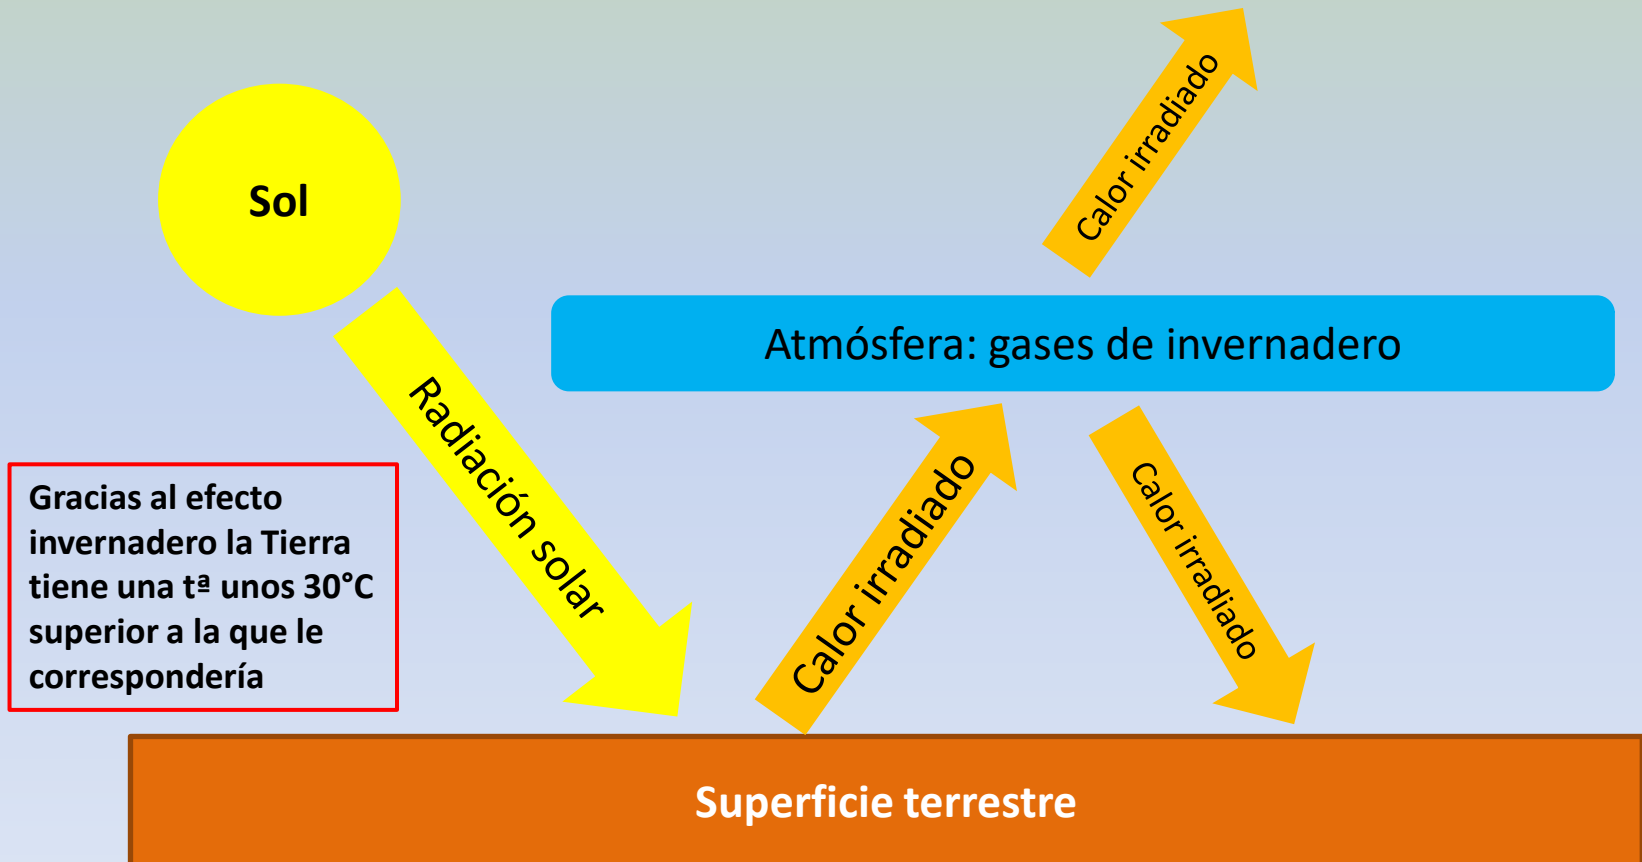 Calor irradiado
Sol
Atmósfera: gases de invernadero
Radiación solar
Calor irradiado
Calor irradiado
Gracias al efecto
invernadero la Tierra
tiene una tª unos 30°C
superior a la que le
correspondería
Superficie terrestre